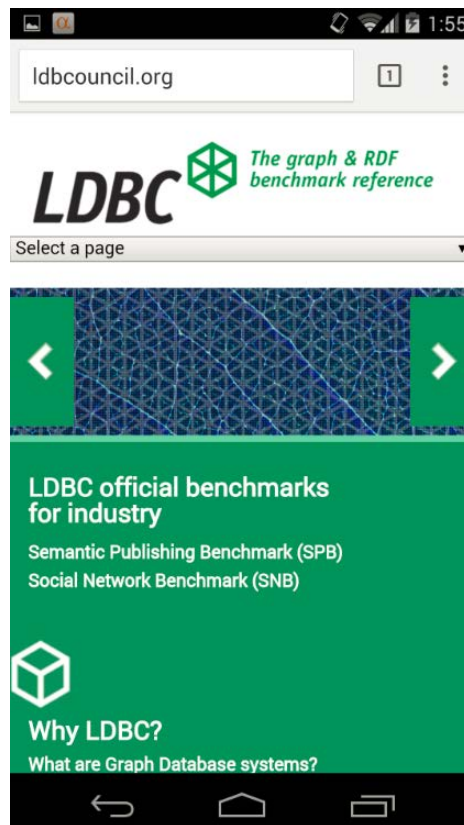 1:55
ldbcouncil.org
1
LDBC
The graph & RDF
benchmark reference
Select a page
LDBC official benchmarks
for industry
Semantic Publishing Benchmark (SPB)
Social Network Benchmark (SNB)
Why LDBC?
What are Graph Database systems?